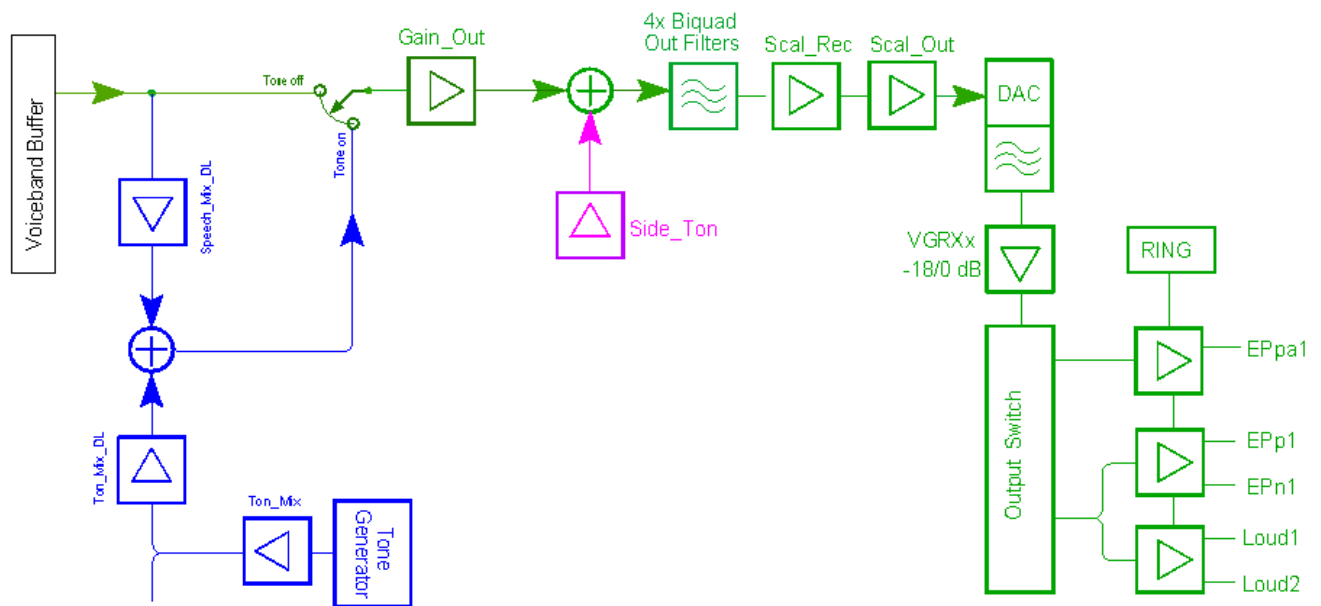 4x Biquad
Out Filters
Gain_Out
Scal_Rec
Scal_Out
Tone off
DAC
Voiceband Buffer
Tone on
Speech_Mix_DL
Side_Ton
VGRXx
-18/0 dB
RING
EPpa1
Output Switch
EPp1
EPn1
Ton_Mix_DL
Ton_Mix
Tone
Generator
Loud1
Loud2